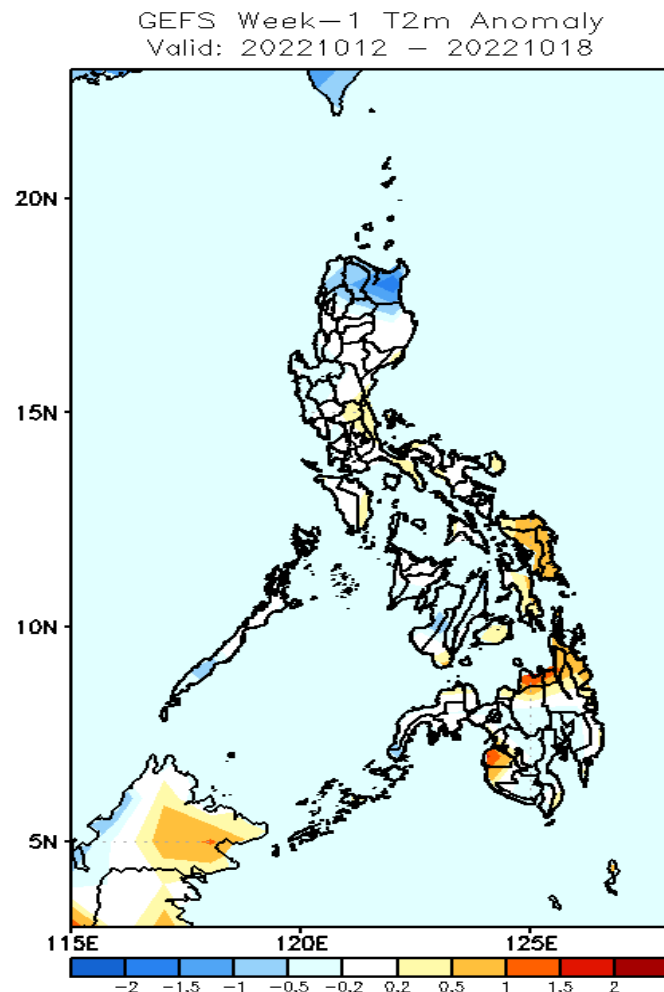 GEFS Week-1 T2m Anomaly
Valid: 20221012 - 20221018
20N
15N
10N
5N
115E 120E 125E
-2 -1.5 -1 -0.5 -0.2 0.2 0.5 1 1.5 2